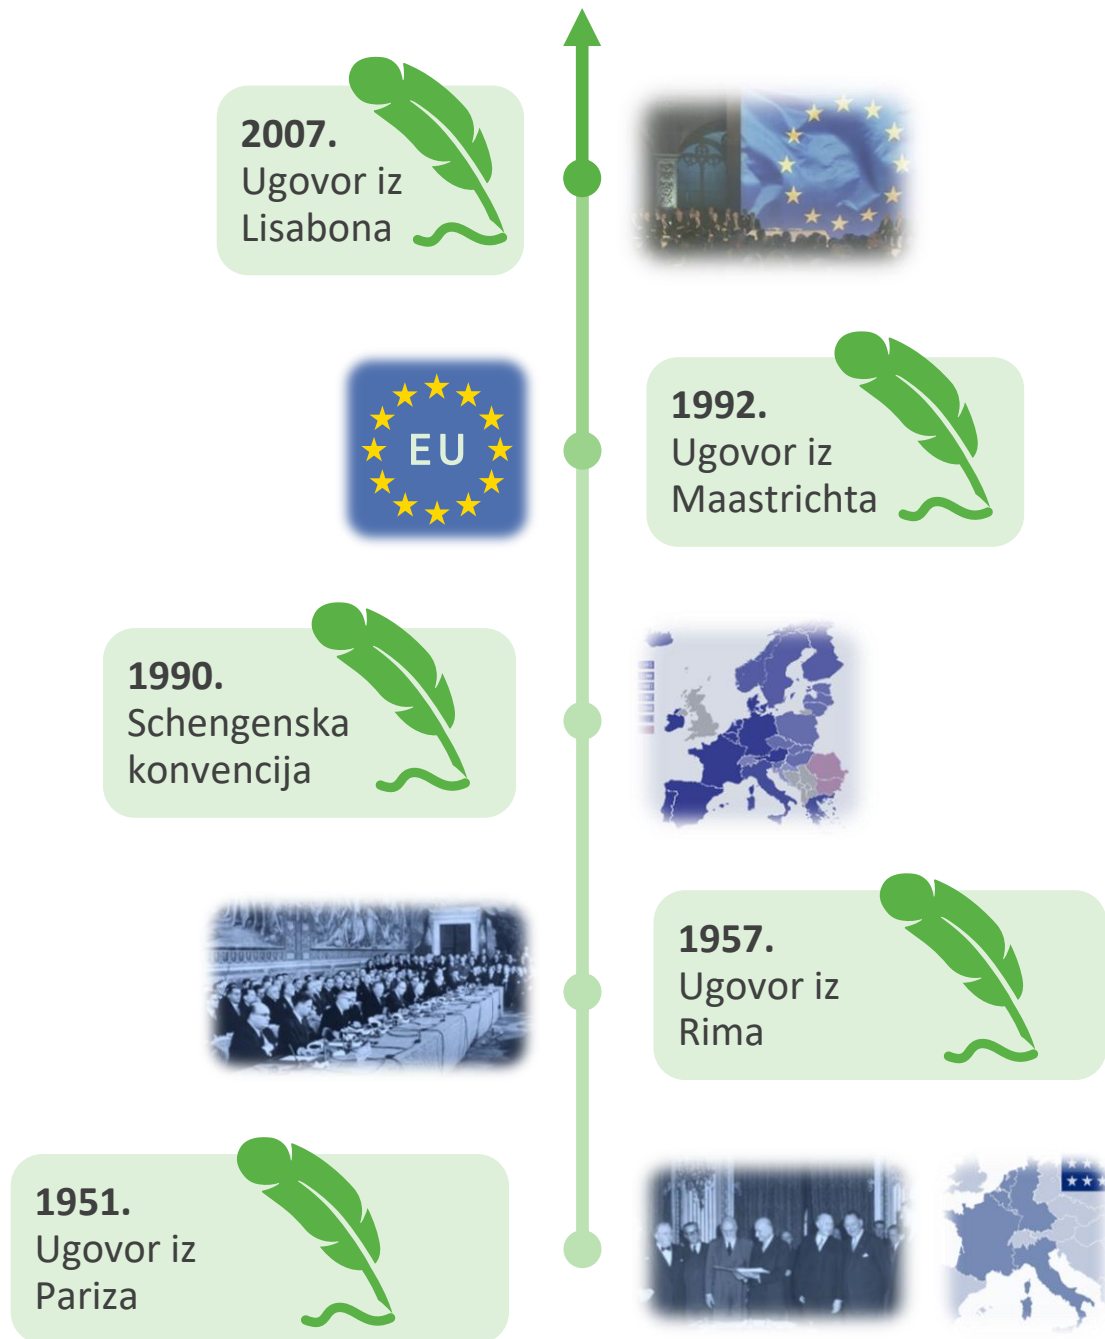 2007.
Ugovor iz
Lisabona
EU
1992.
Ugovor iz
Maastrichta
1990.
Schengenska
konvencija
1957.
Ugovor iz
Rima
1951.
Ugovor iz
Pariza